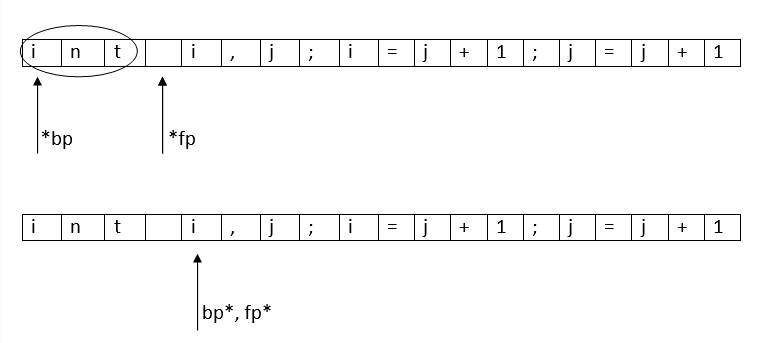 i n t i , j ; i = j + 1 ; j = j + 1
*bp *fp
i n t i , j ; i = j + 1 ; j = j + 1
bp*, fp*